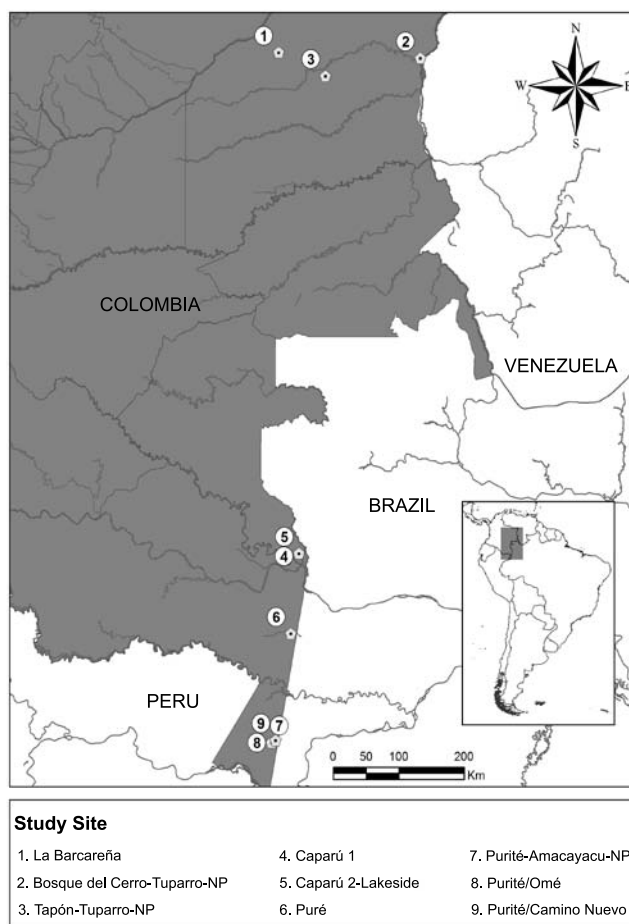 1
2
3
N
W
E
S
COLOMBIA
VENEZUELA
BRAZIL
5
4
6
PERU
9
7
8
0 50 100 200
Km
Study Site
1. La Barcareña
2. Bosque del Cerro-Tuparro-NP
3. Tapón-Tuparro-NP
4. Caparú 1
5. Caparú 2-Lakeside
6. Puré
7. Purité-Amacayacu-NP
8. Purité/Omé
9. Purité/Camino Nuevo